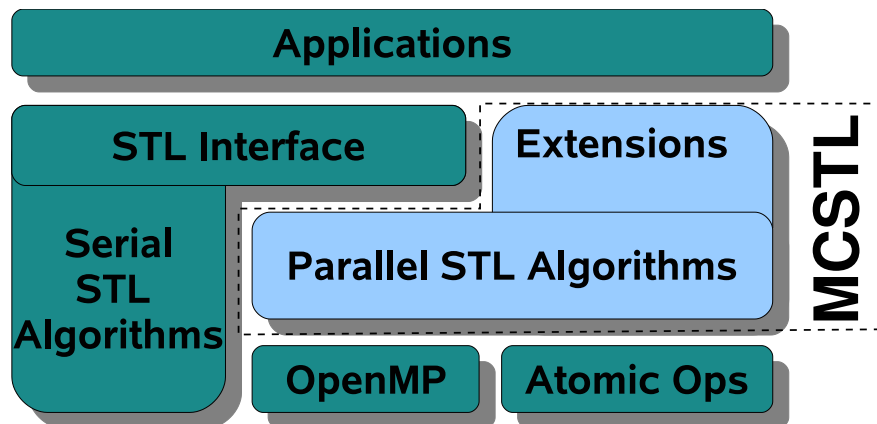 Applications
STL Interface
Extensions
MCSTL
Serial
STL
Algorithms
Parallel STL Algorithms
OpenMP
Atomic Ops